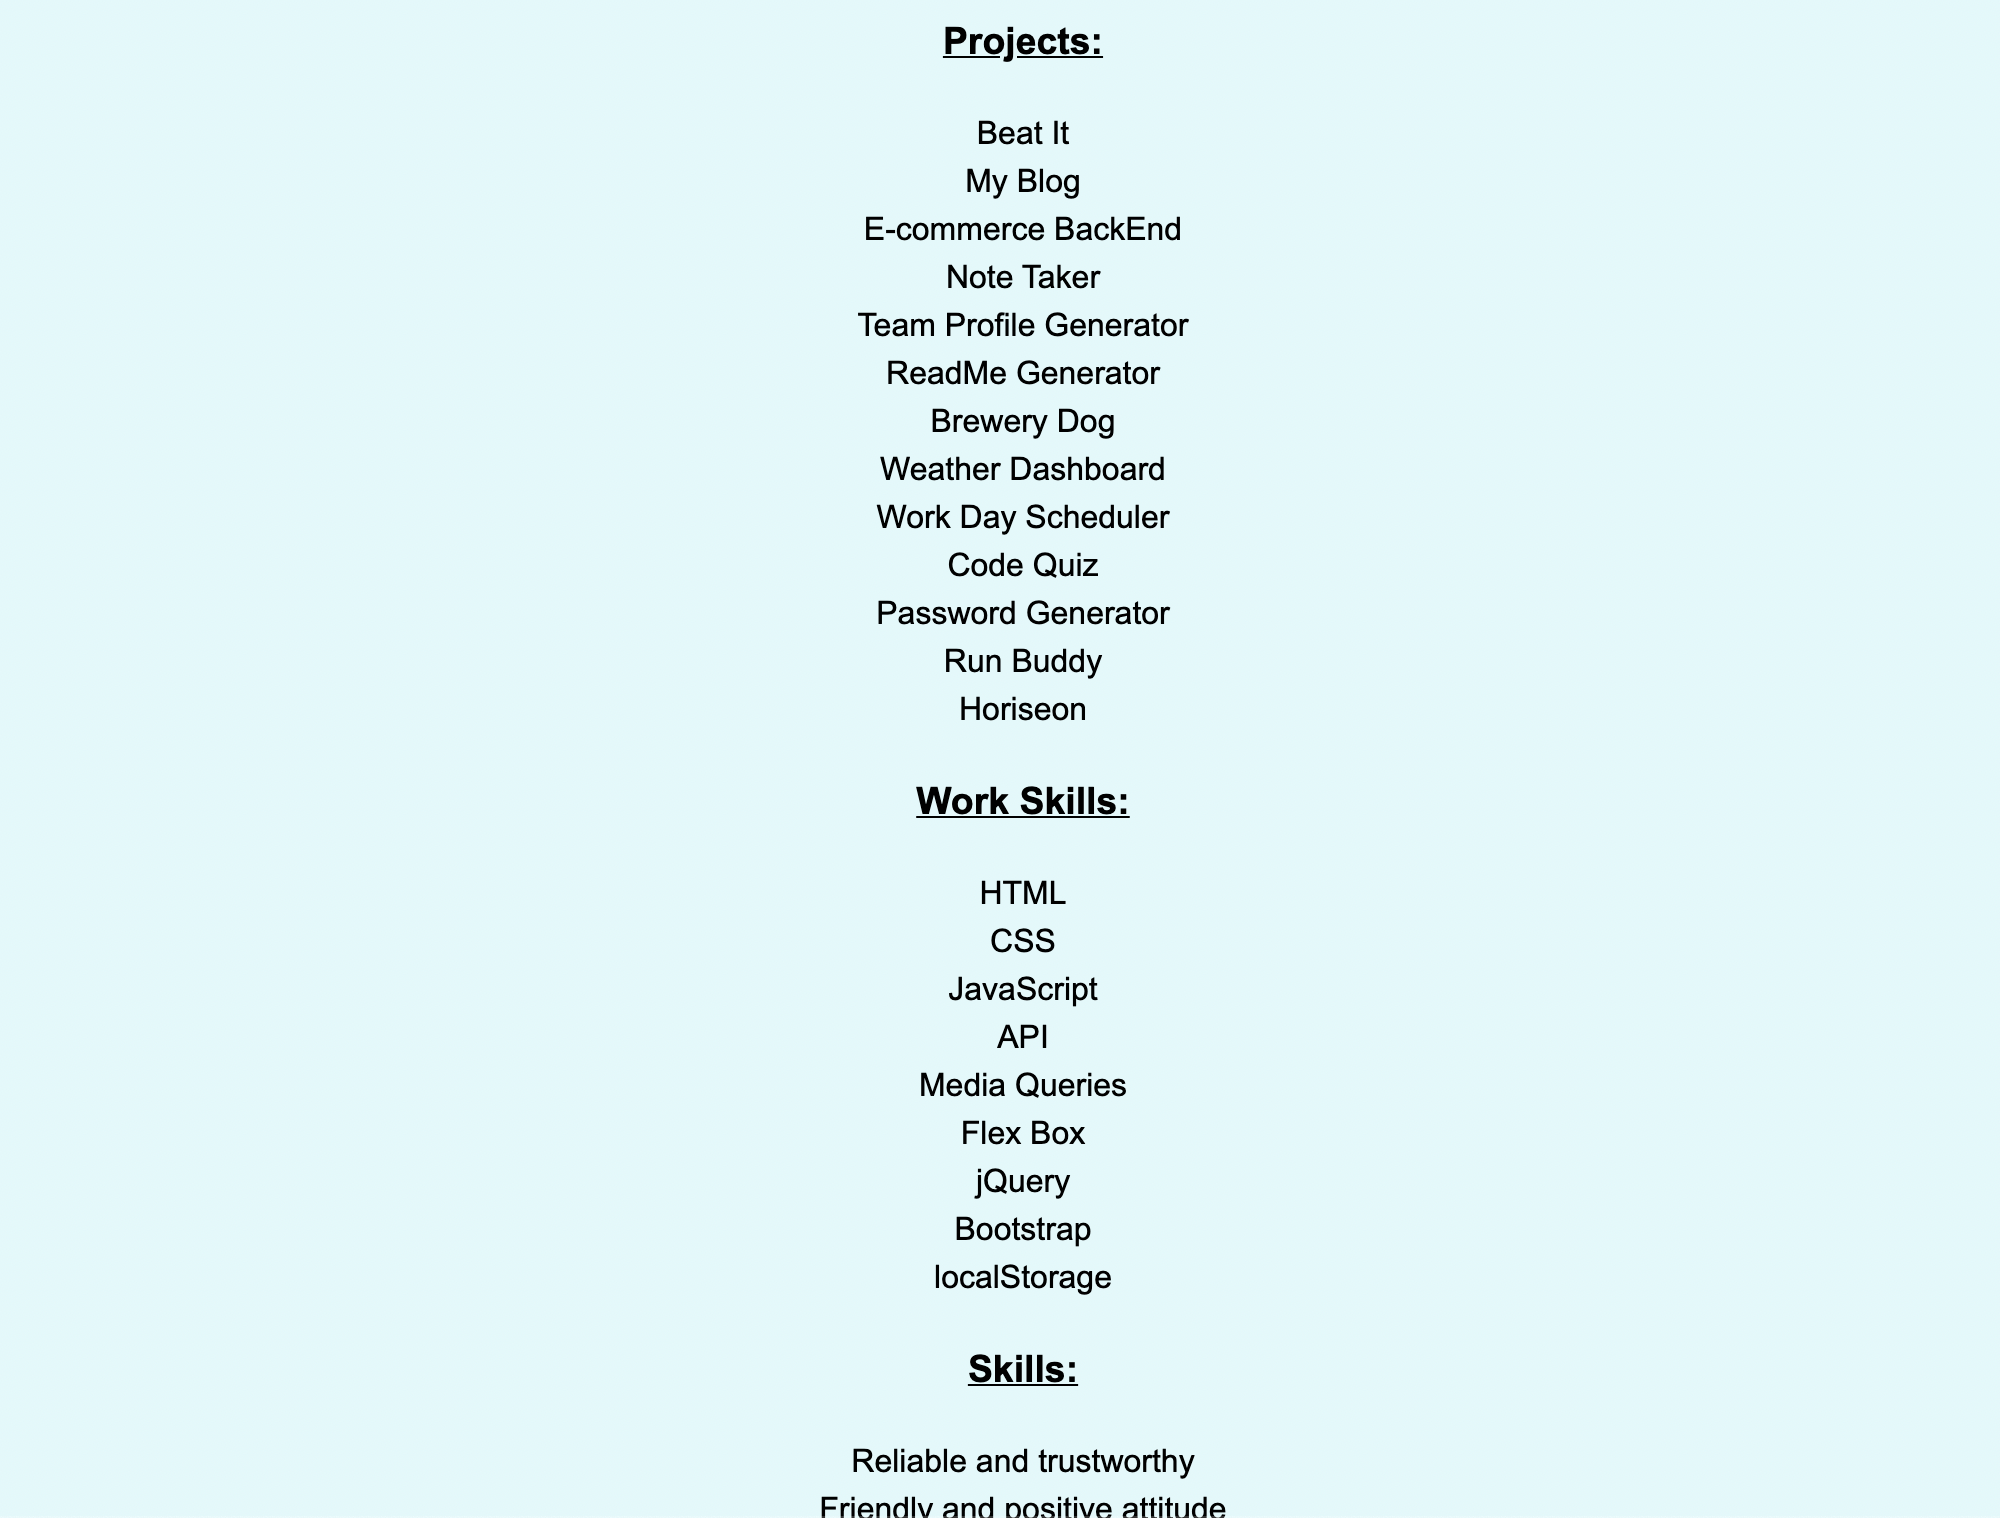 Projects:
Beat It
My Blog
E-commerce BackEnd
Note Taker
Team Profile Generator
ReadMe Generator
Brewery Dog
Weather Dashboard
Work Day Scheduler
Code Quiz
Password Generator
Run Buddy
Horiseon
Work Skills:
HTML
CSS
JavaScript
API
Media Queries
Flex Box
jQuery
Bootstrap
localStorage
Skills:
Reliable and trustworthy
Friendly and positive attitude